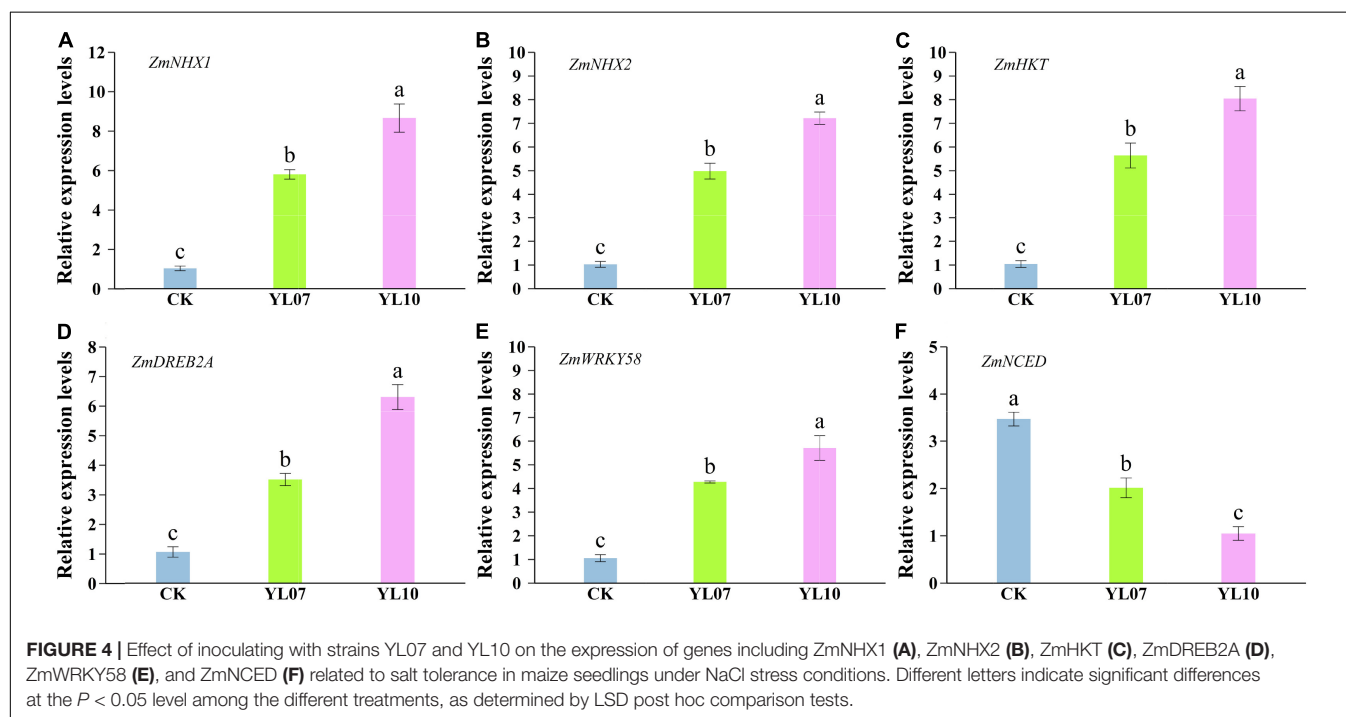 A
ZmNHX1
Relative expression levels
12
10
8
6
4
2
0
c
b
a
CK YL07 YL10
B
ZmNHX2
Relative expression levels
10
9
8
7
6
5
4
3
2
1
0
c
b
a
CK YL07 YL10
C
ZmHKT
Relative expression levels
10
9
8
7
6
5
4
3
2
1
0
c
b
a
CK YL07 YL10
D
ZmDREB2A
Relative expression levels
8
7
6
5
4
3
2
1
0
c
b
a
CK YL07 YL10
E
ZmWRKY58
Relative expression levels
10
9
8
7
6
5
4
3
2
1
0
c
b
a
CK YL07 YL10
F
ZmNCED
Relative expression levels
5
4
3
2
1
0
a
b
c
CK YL07 YL10
FIGURE 4 | Effect of inoculating with strains YL07 and YL10 on the expression of genes including ZmNHX1 (A), ZmNHX2 (B), ZmHKT (C), ZmDREB2A (D),
ZmWRKY58 (E), and ZmNCED (F) related to salt tolerance in maize seedlings under NaCl stress conditions. Different letters indicate significant differences
at the P < 0.05 level among the different treatments, as determined by LSD post hoc comparison tests.